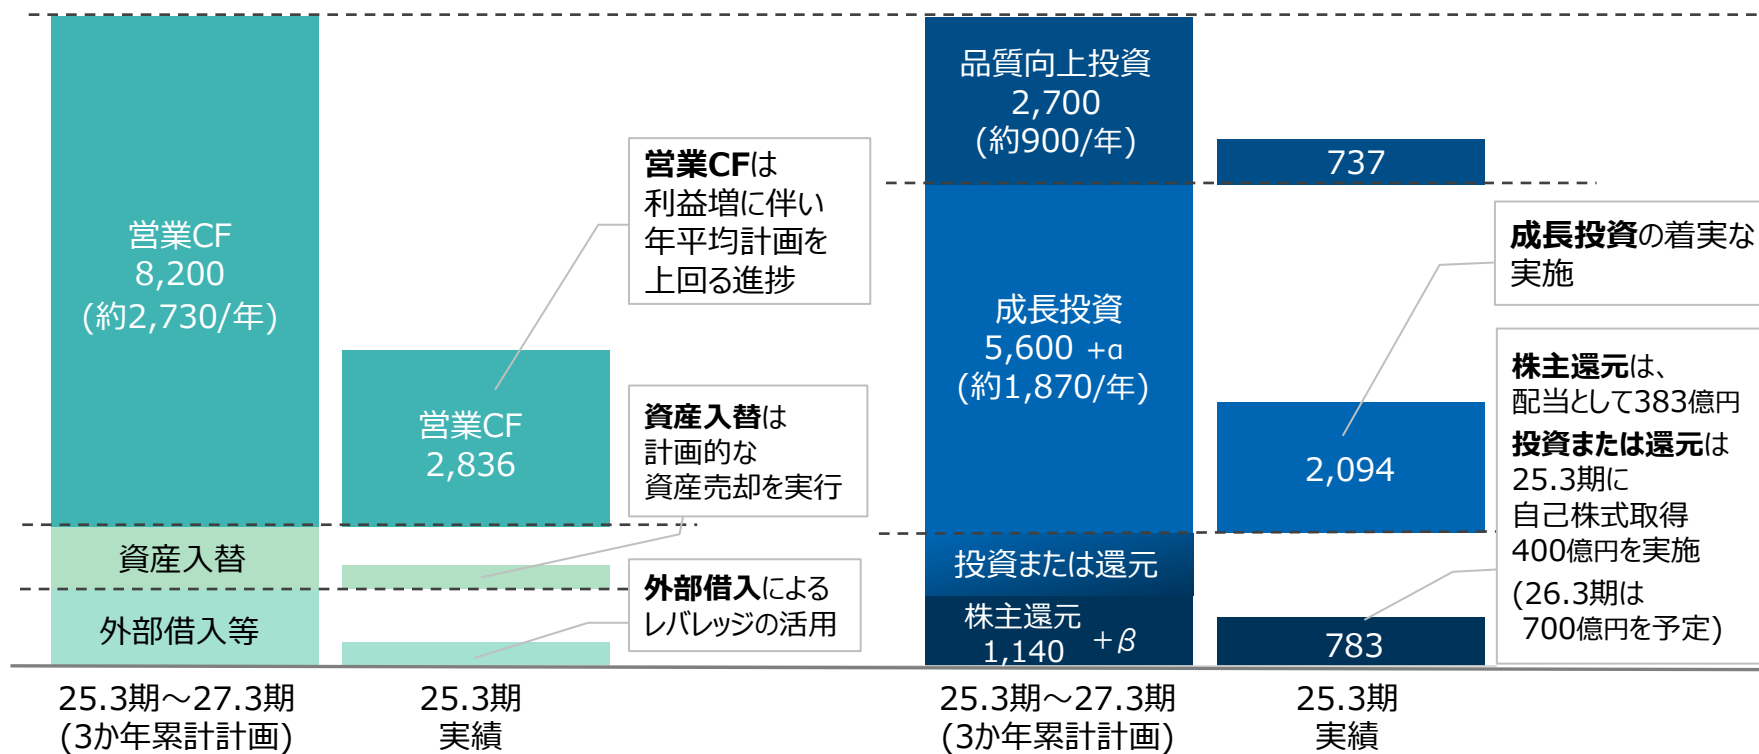 営業CF
8,200
(約2,730/年)
資産入替
外部借入等
25.3期～27.3期
(3か年累計計画)
営業CF
2,836
25.3期
実績
営業CFは
利益増に伴い
年平均計画を
上回る進捗
資産入替は
計画的な
資産売却を実行
外部借入による
レバレッジの活用
品質向上投資
2,700
(約900/年)
成長投資
5,600 +α
(約1,870/年)
投資または還元
株主還元
1,140 +β
25.3期～27.3期
(3か年累計計画)
737
2,094
783
25.3期
実績
成長投資の着実な
実施
株主還元は、
配当として383億円
投資または還元は
25.3期に
自己株式取得
400億円を実施
(26.3期は
700億円を予定)